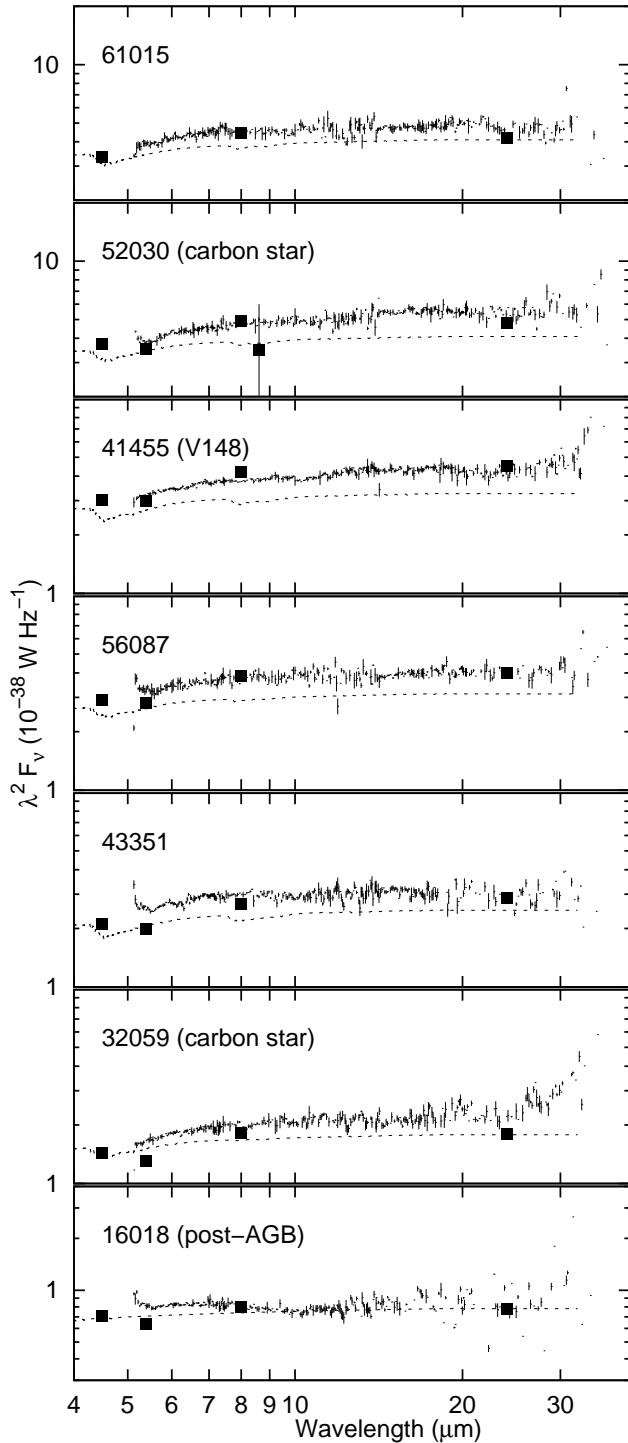 10
61015
10
52030 (carbon star)
41455 (V148)
1
56087
1
43351
1
32059 (carbon star)
1
16018 (post−AGB)
1
λ² Fν (10⁻³⁸ W Hz⁻¹)
4 5 6 7 8 9 10 20 30
Wavelength (μm)